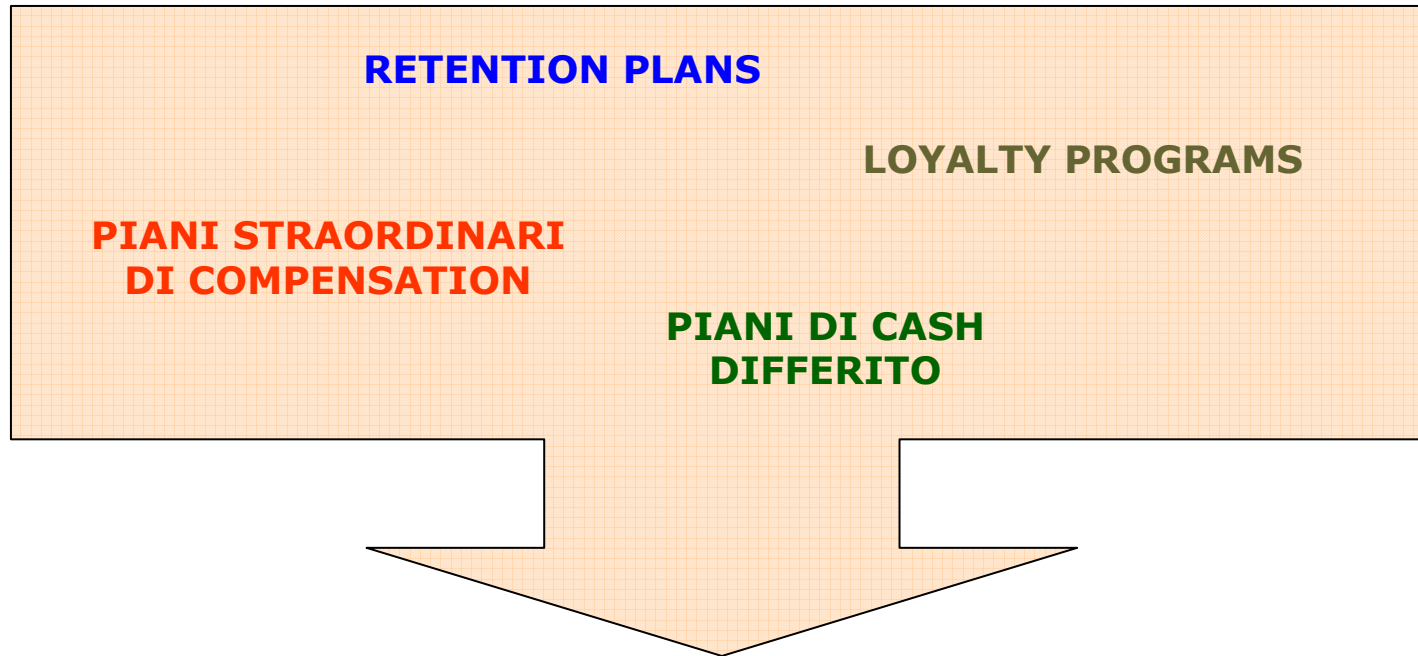 RETENTION PLANS
LOYALTY PROGRAMS
PIANI STRAORDINARI
DI COMPENSATION
PIANI DI CASH
DIFFERITO